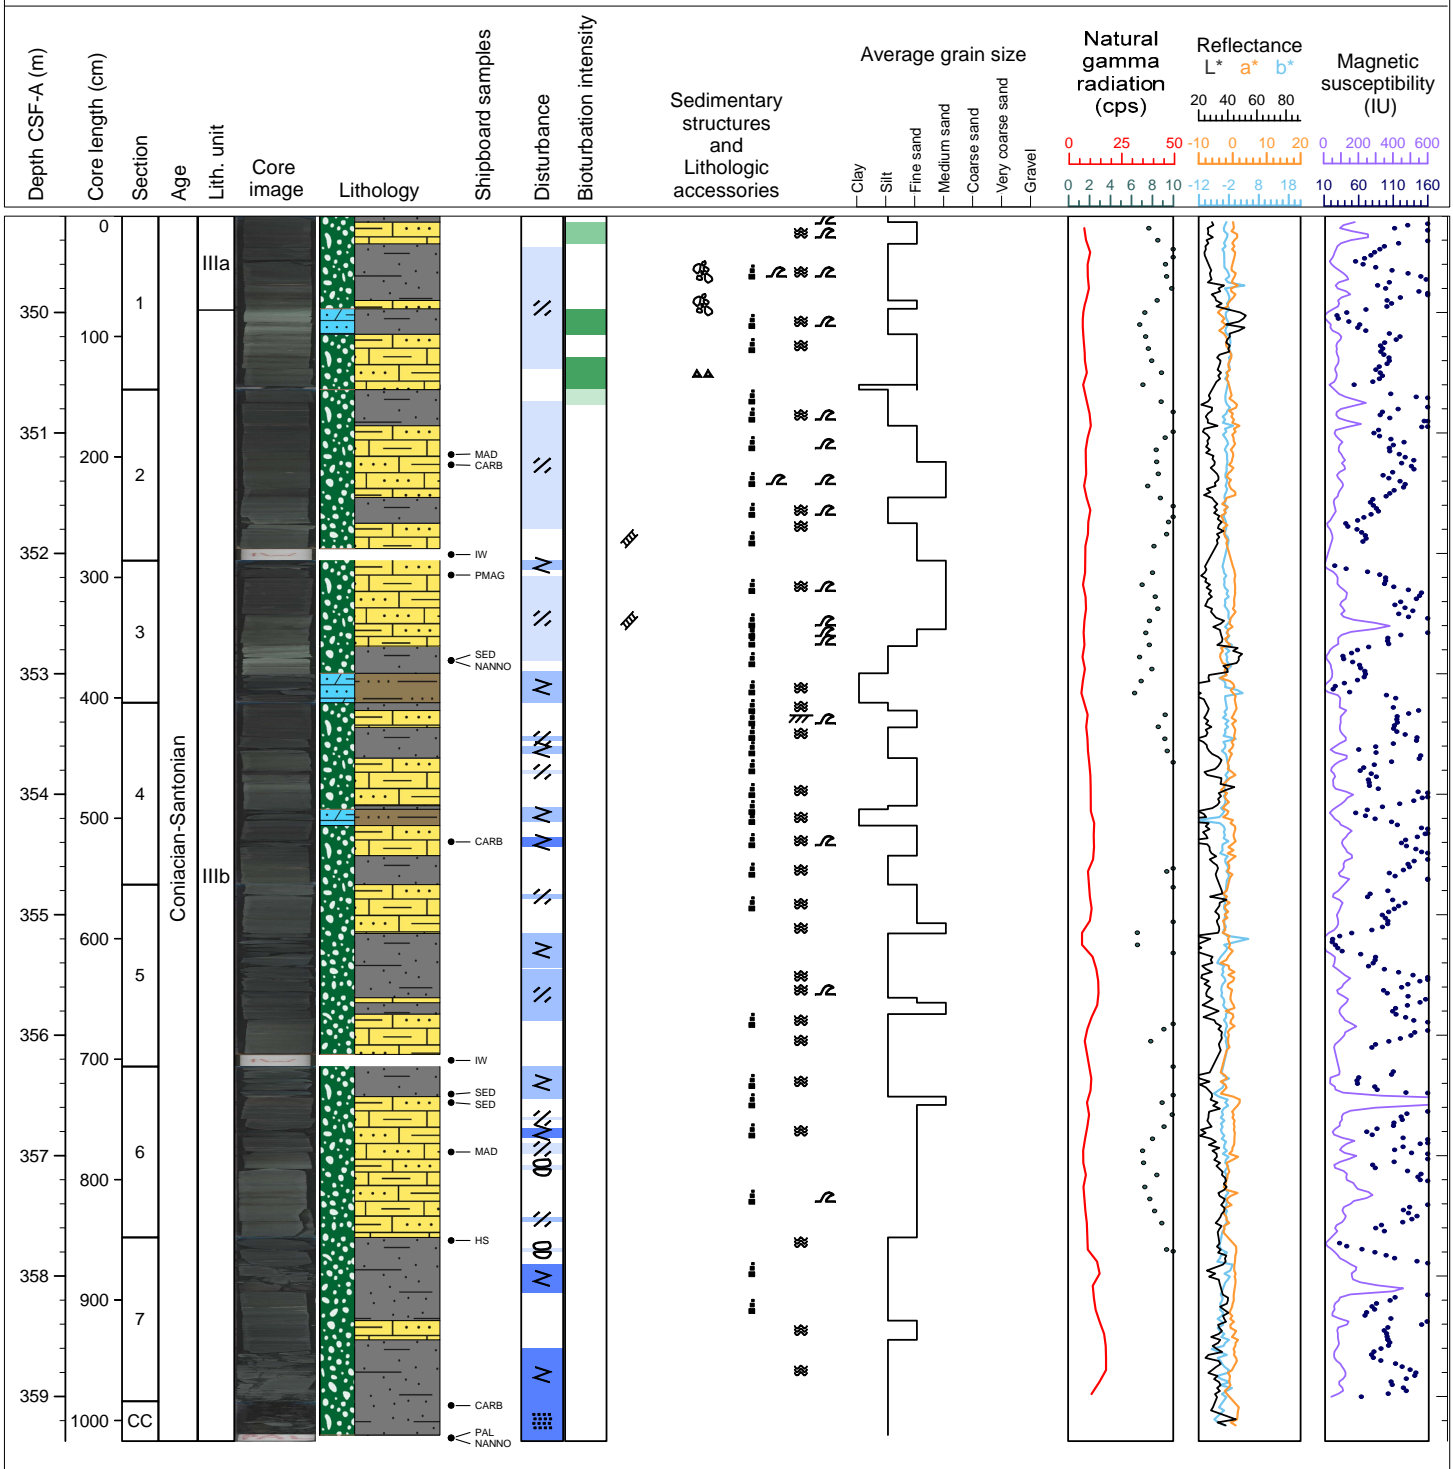 Depth CSF-A (m)
Core length (cm)
Section
Age
Lith. unit
Core
image
Lithology
Shipboard samples
Disturbance
Bioturbation intensity
Sedimentary
structures
and
Lithologic
accessories
Average grain size
Clay
Silt
Fine sand
Medium sand
Coarse sand
Very coarse sand
Gravel
Natural
gamma
radiation
(cps)
0 25 50
0 2 4 6 8 10
Reflectance
L* a* b*
20 40 60 80
-10 0 10 20
-12 -2 8 18
Magnetic
susceptibility
(IU)
0 200 400 600
10 60 110 160
350
351
352
353
354
355
356
357
358
359
0
100
200
300
400
500
600
700
800
900
1000
1
2
3
4
5
6
7
CC
Coniacian-Santonian
IIIa
IIIb
MAD
CARB
IW
PMAG
SED
NANNO
CARB
IW
SED
SED
MAD
HS
CARB
PAL
NANNO